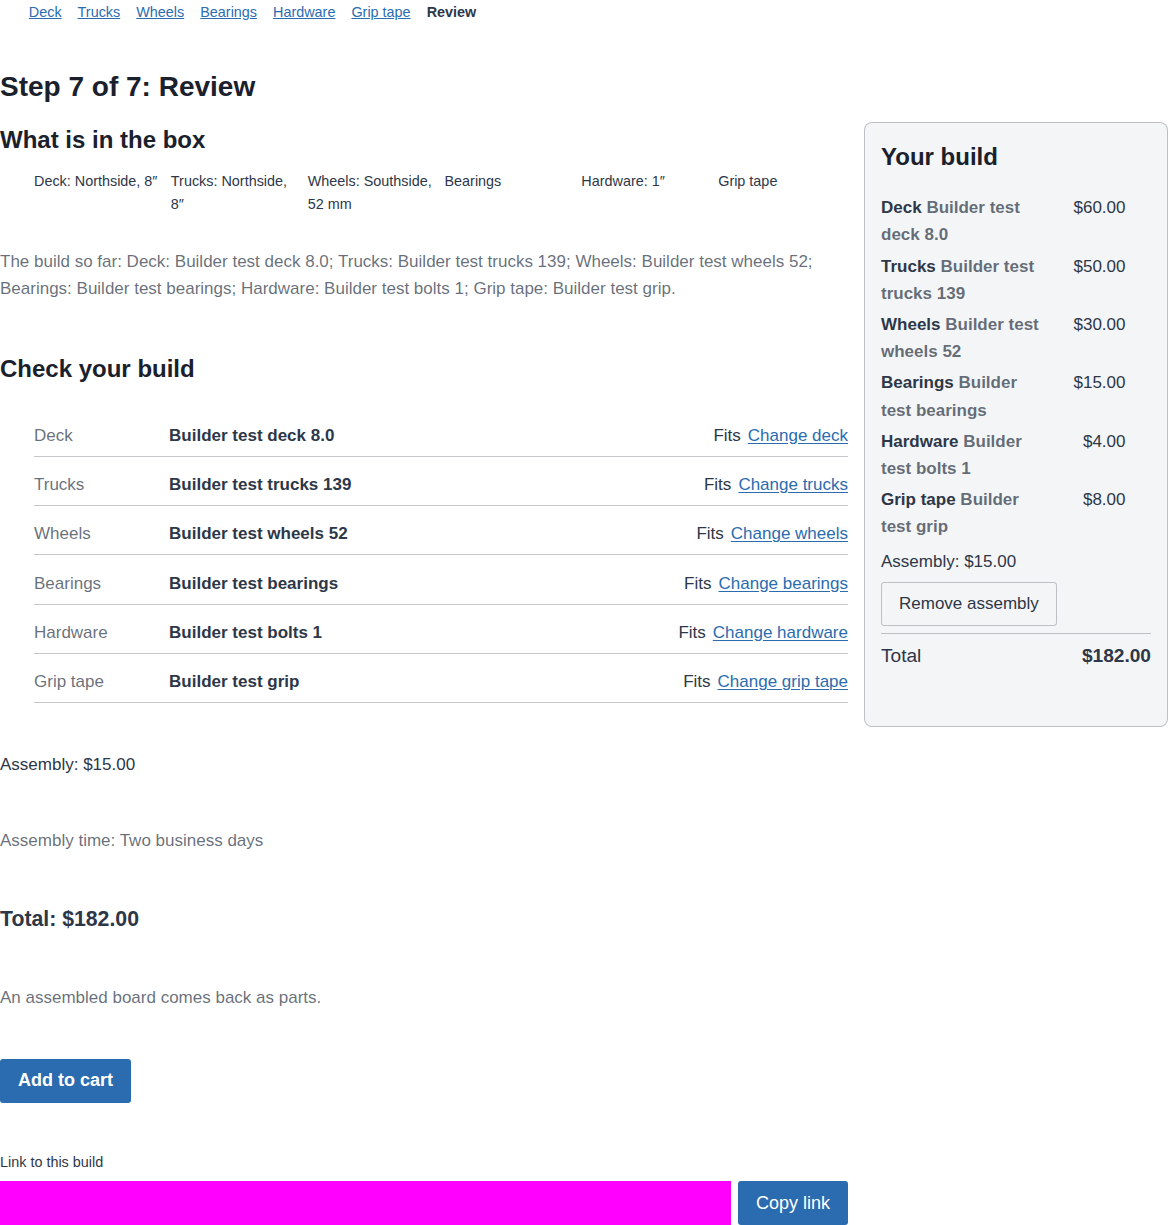 Deck Trucks Wheels Bearings Hardware Grip tape Review
Step 7 of 7: Review
What is in the box
Deck: Northside, 8″
Trucks: Northside,
8″
Wheels: Southside,
52 mm
Bearings
Hardware: 1″
Grip tape
The build so far: Deck: Builder test deck 8.0; Trucks: Builder test trucks 139; Wheels: Builder test wheels 52;
Bearings: Builder test bearings; Hardware: Builder test bolts 1; Grip tape: Builder test grip.
Check your build
Deck Builder test deck 8.0 Fits Change deck
Trucks Builder test trucks 139 Fits Change trucks
Wheels Builder test wheels 52 Fits Change wheels
Bearings Builder test bearings Fits Change bearings
Hardware Builder test bolts 1 Fits Change hardware
Grip tape Builder test grip Fits Change grip tape
Assembly: $15.00
Assembly time: Two business days
Total: $182.00
An assembled board comes back as parts.
Add to cart
Link to this build
Copy link
Your build
Deck Builder test $60.00
deck 8.0
Trucks Builder test $50.00
trucks 139
Wheels Builder test $30.00
wheels 52
Bearings Builder $15.00
test bearings
Hardware Builder $4.00
test bolts 1
Grip tape Builder $8.00
test grip
Assembly: $15.00
Remove assembly
Total $182.00